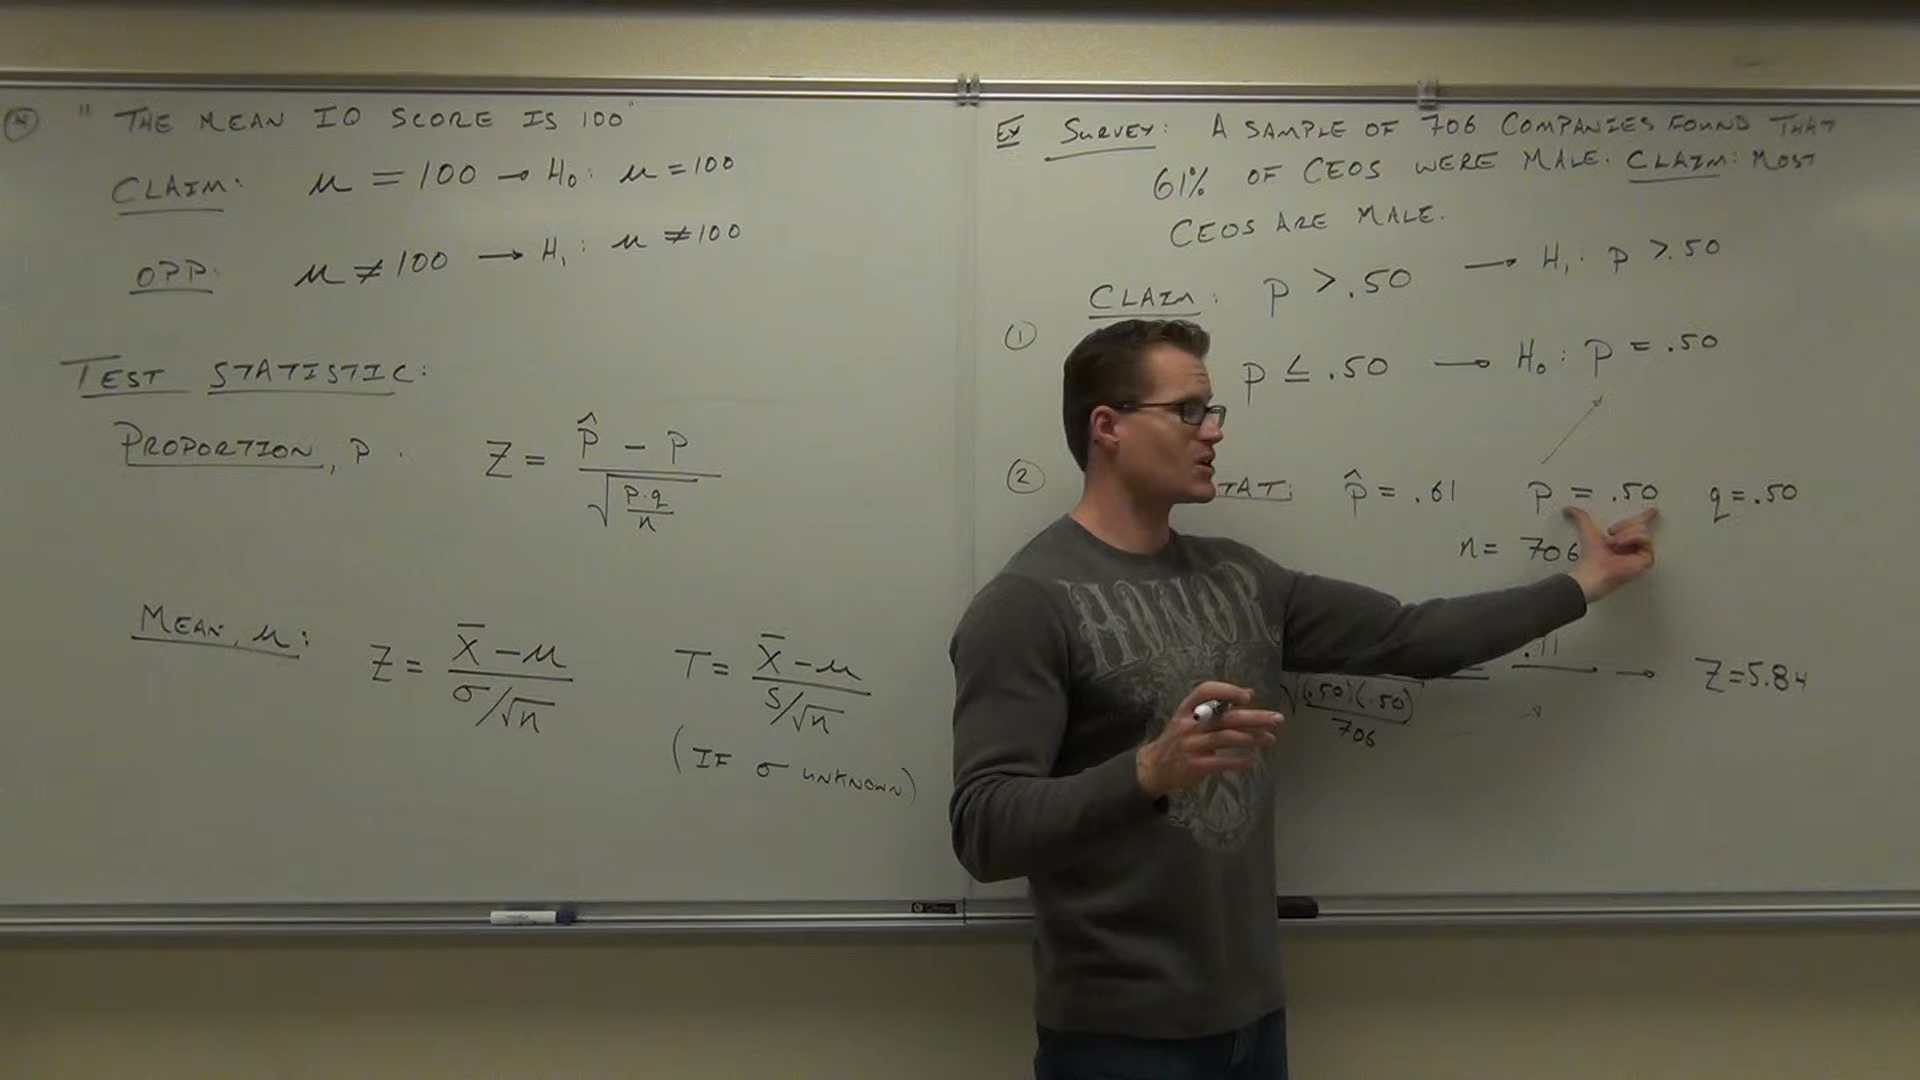 ④ "THE MEAN IQ SCORE IS 100"
CLAIM: μ = 100 → H₀: μ = 100
OPP: μ ≠ 100 → H₁: μ ≠ 100
TEST STATISTIC:
PROPORTION, P. Z = (p̂ - p) / √(p·q/n)
MEAN, μ: Z = (x̄ - μ) / (σ/√n) T = (x̄ - μ) / (s/√n)
(IF σ UNKNOWN)
EX SURVEY: A SAMPLE OF 706 COMPANIES FOUND THAT
61% OF CEOS WERE MALE. CLAIM: MOST
CEOS ARE MALE.
CLAIM: p > .50 → H₁: p > .50
①
p ≤ .50 → H₀: p = .50
② TAT: p̂ = .61 p = .50 q = .50
n = 706
√((.50)(.50)/706) .11 → Z = 5.84
HONOR